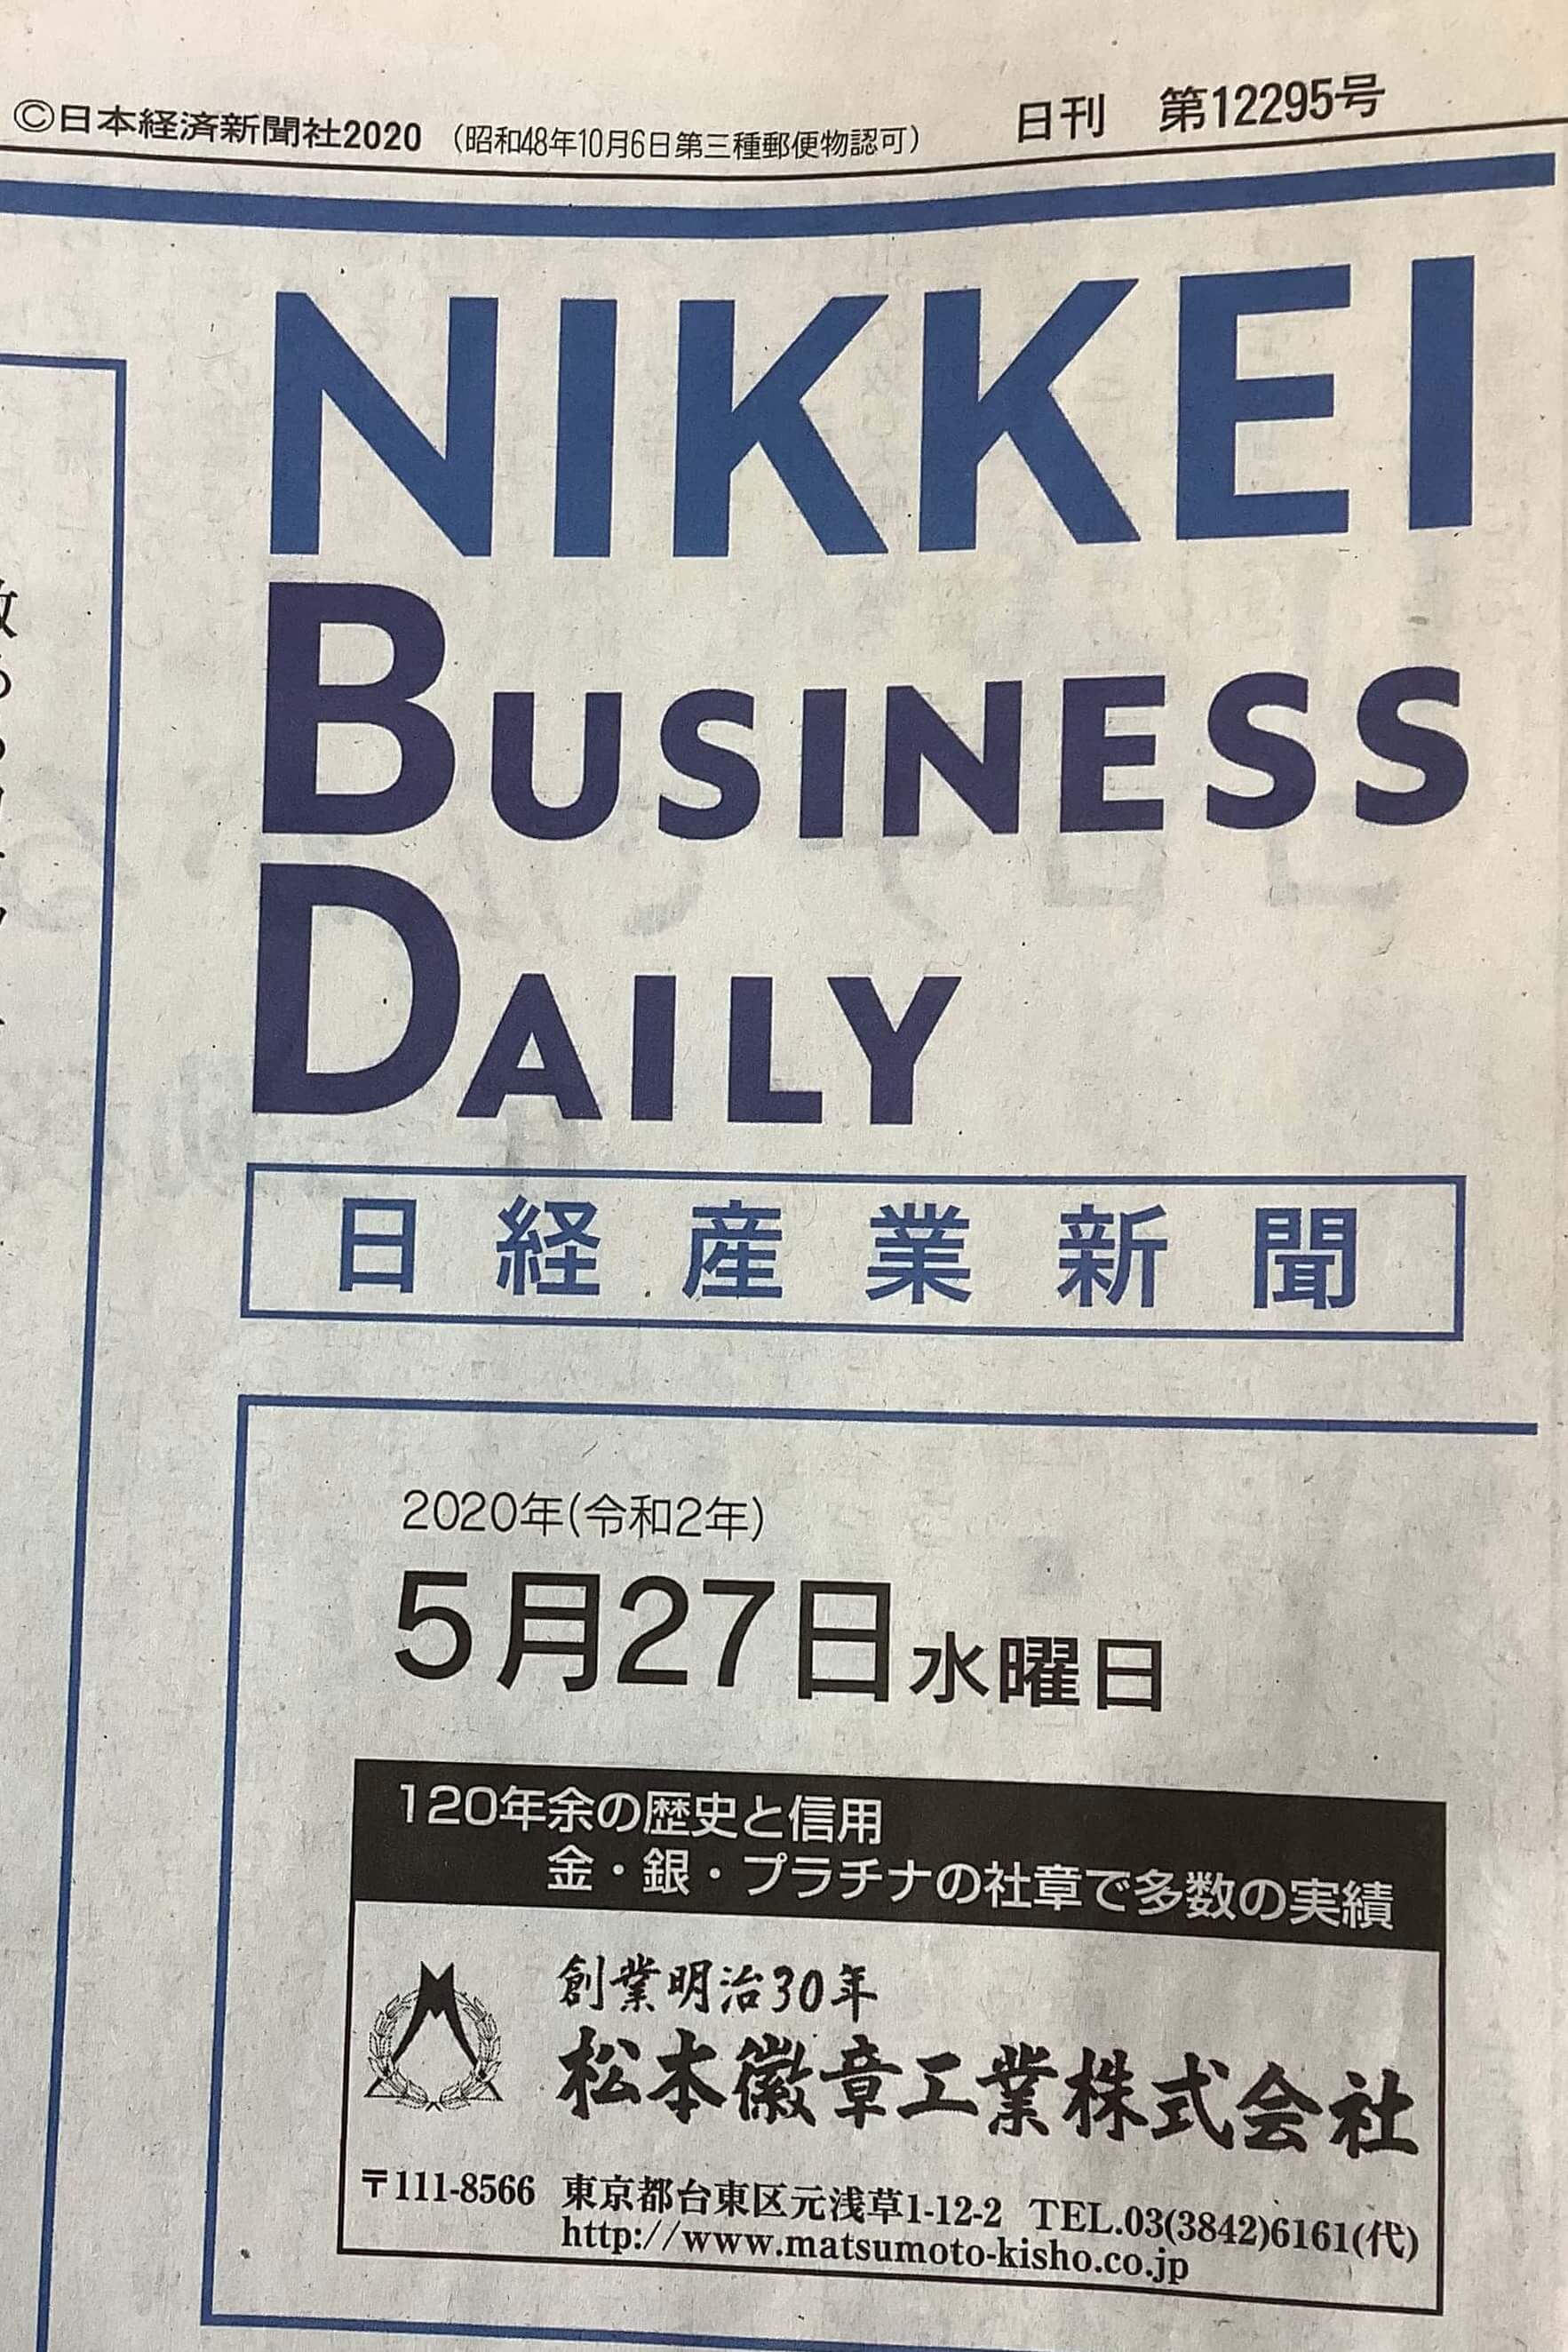 ©日本経済新聞社2020 （昭和48年10月6日第三種郵便物認可） 日刊 第12295号
NIKKEI
BUSINESS
DAILY
日経産業新聞
2020年(令和2年)
5月27日水曜日
120年余の歴史と信用
金・銀・プラチナの社章で多数の実績
創業明治30年
松本徽章工業株式会社
〒111-8566 東京都台東区元浅草1-12-2 TEL.03(3842)6161(代)
http://www.matsumoto-kisho.co.jp